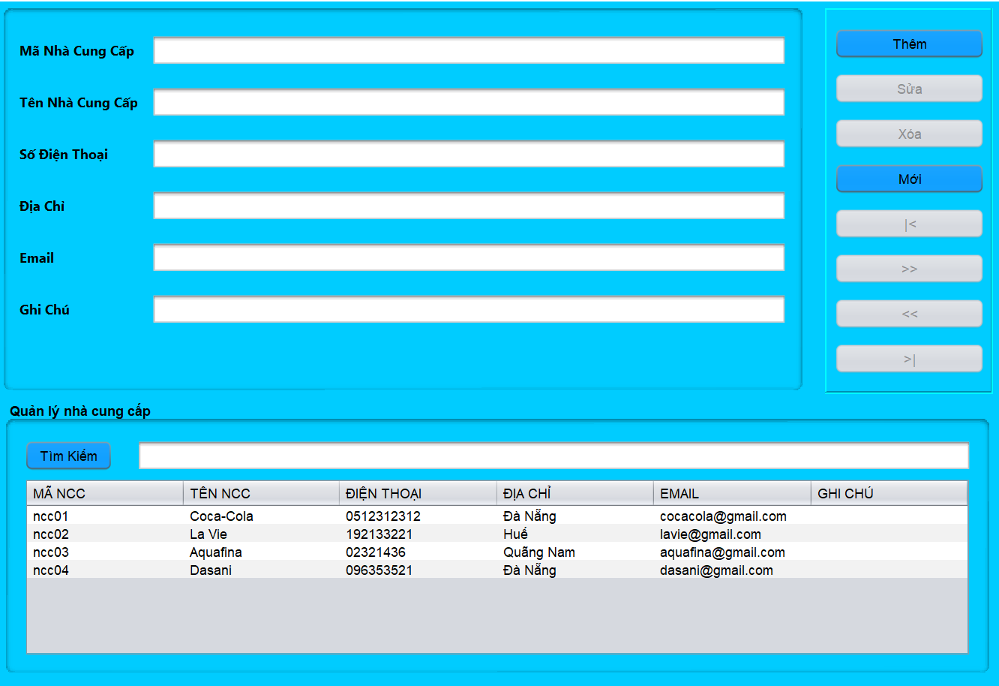 Mã Nhà Cung Cấp
Tên Nhà Cung Cấp
Số Điện Thoại
Địa Chỉ
Email
Ghi Chú
Thêm
Sửa
Xóa
Mới
|<
>>
<<
>|
Quản lý nhà cung cấp
Tìm Kiếm
MÃ NCC TÊN NCC ĐIỆN THOẠI ĐỊA CHỈ EMAIL GHI CHÚ
ncc01 Coca-Cola 0512312312 Đà Nẵng cocacola@gmail.com
ncc02 La Vie 192133221 Huế lavie@gmail.com
ncc03 Aquafina 02321436 Quãng Nam aquafina@gmail.com
ncc04 Dasani 096353521 Đà Nẵng dasani@gmail.com